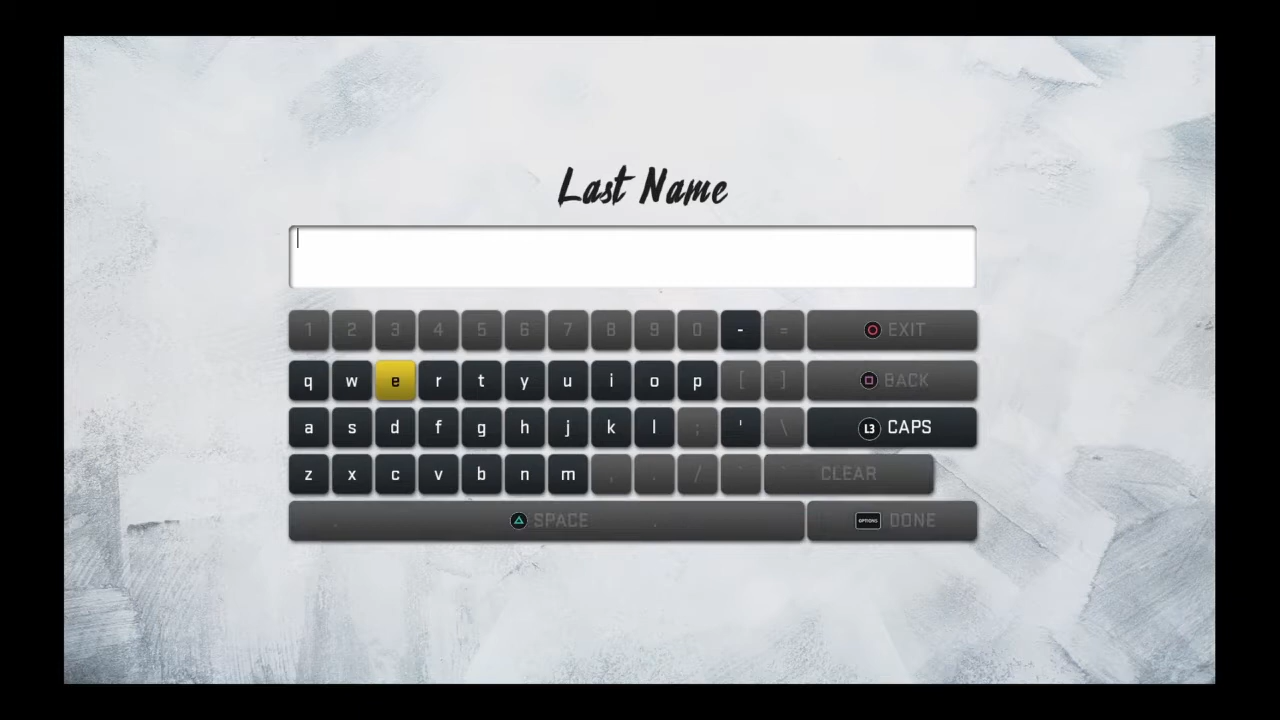 Last Name
1 2 3 4 5 6 7 8 9 0 - = EXIT
q w e r t y u i o p [ ] BACK
a s d f g h j k l ; ' \ L3 CAPS
z x c v b n m , . / ` CLEAR
SPACE OPTIONS DONE